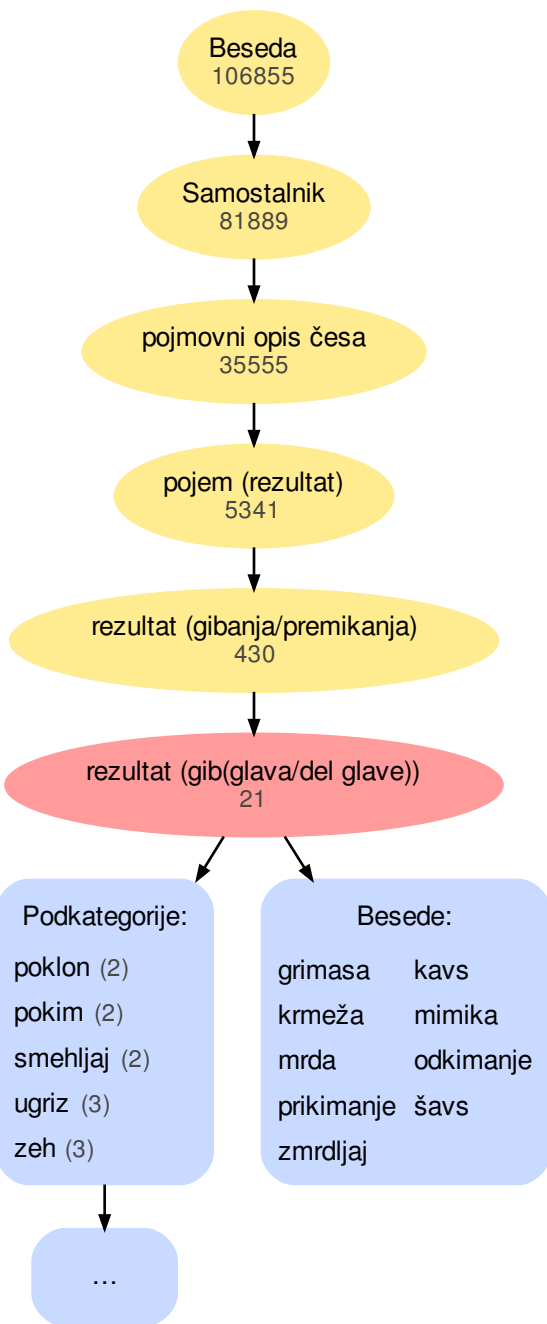 Beseda
106855
Samostalnik
81889
pojmovni opis česa
35555
pojem (rezultat)
5341
rezultat (gibanja/premikanja)
430
rezultat (gib(glava/del glave))
21
Podkategorije:
poklon (2)
pokim (2)
smehljaj (2)
ugriz (3)
zeh (3)
...
Besede:
grimasa kavs
krmeža mimika
mrda odkimanje
prikimanje šavs
zmrdljaj